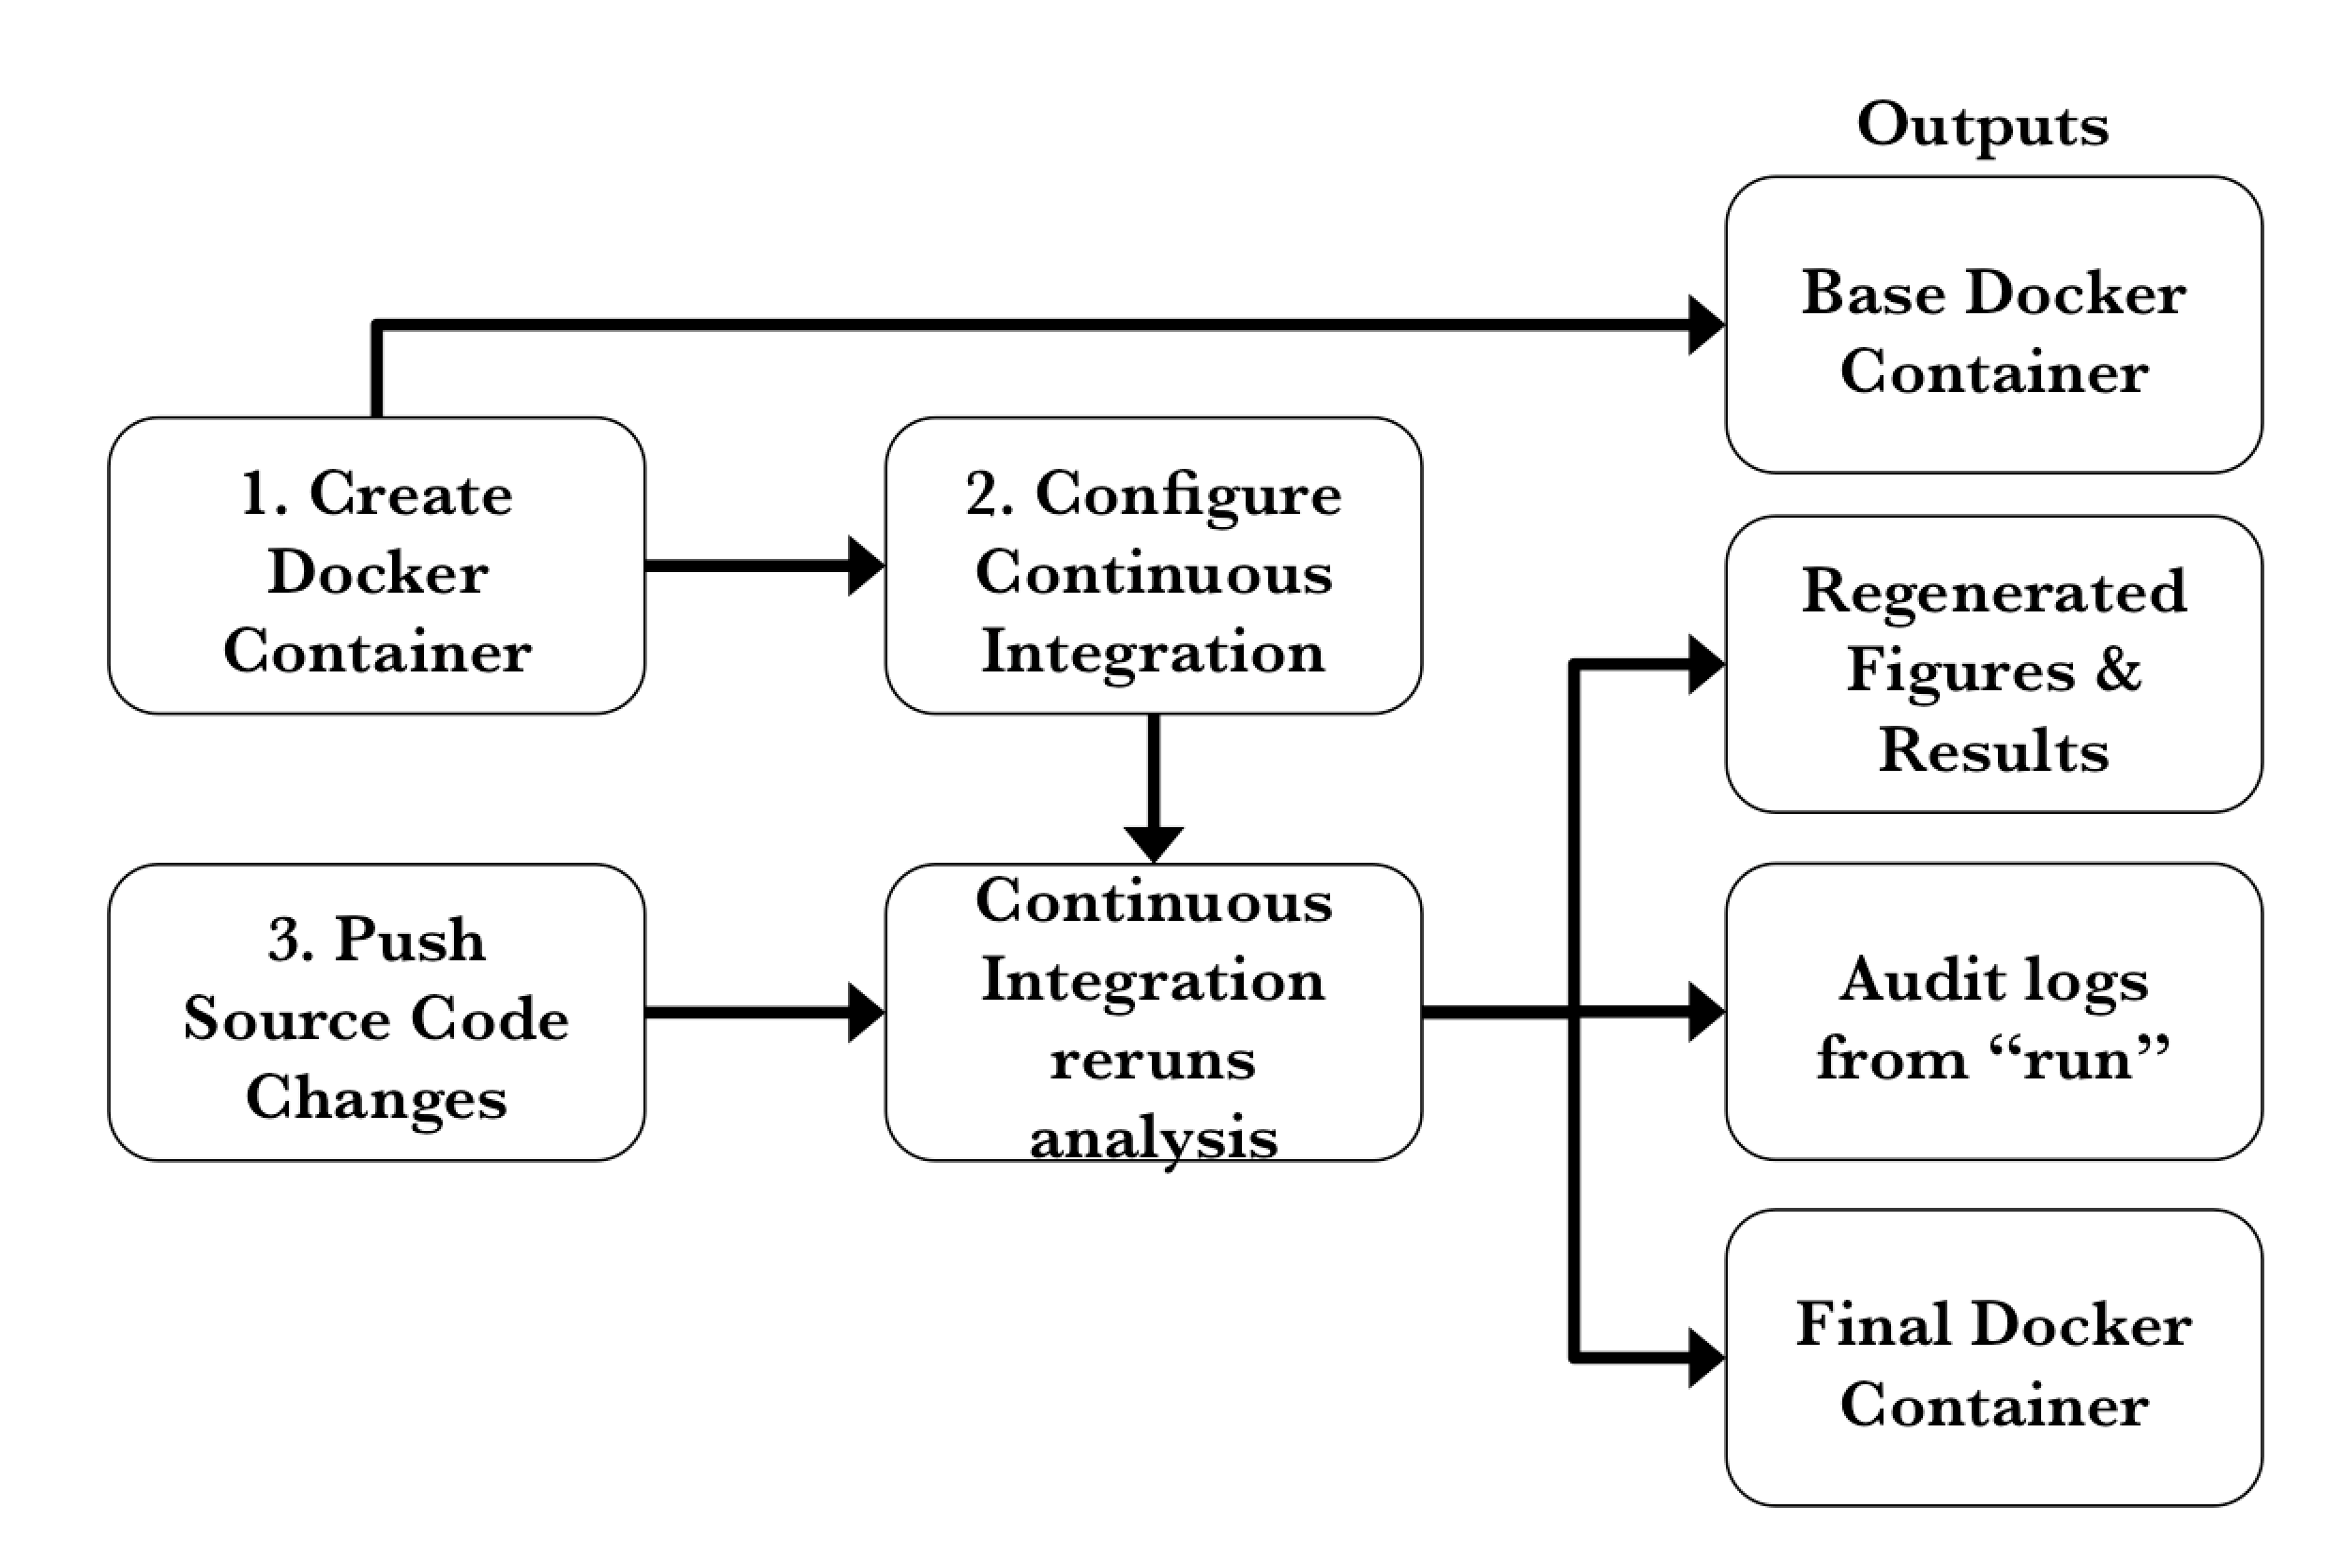 Outputs
Base Docker
Container
1. Create
Docker
Container
2. Configure
Continuous
Integration
Regenerated
Figures &
Results
3. Push
Source Code
Changes
Continuous
Integration
reruns
analysis
Audit logs
from “run”
Final Docker
Container